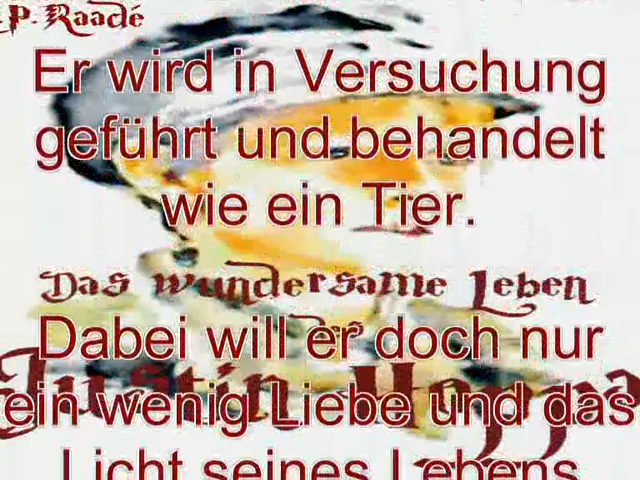 .P. Raadé
Er wird in Versuchung
geführt und behandelt
wie ein Tier.
Das wundersame Leben
Dabei will er doch nur
Justin
ein wenig Liebe und das
Licht seines Lebens